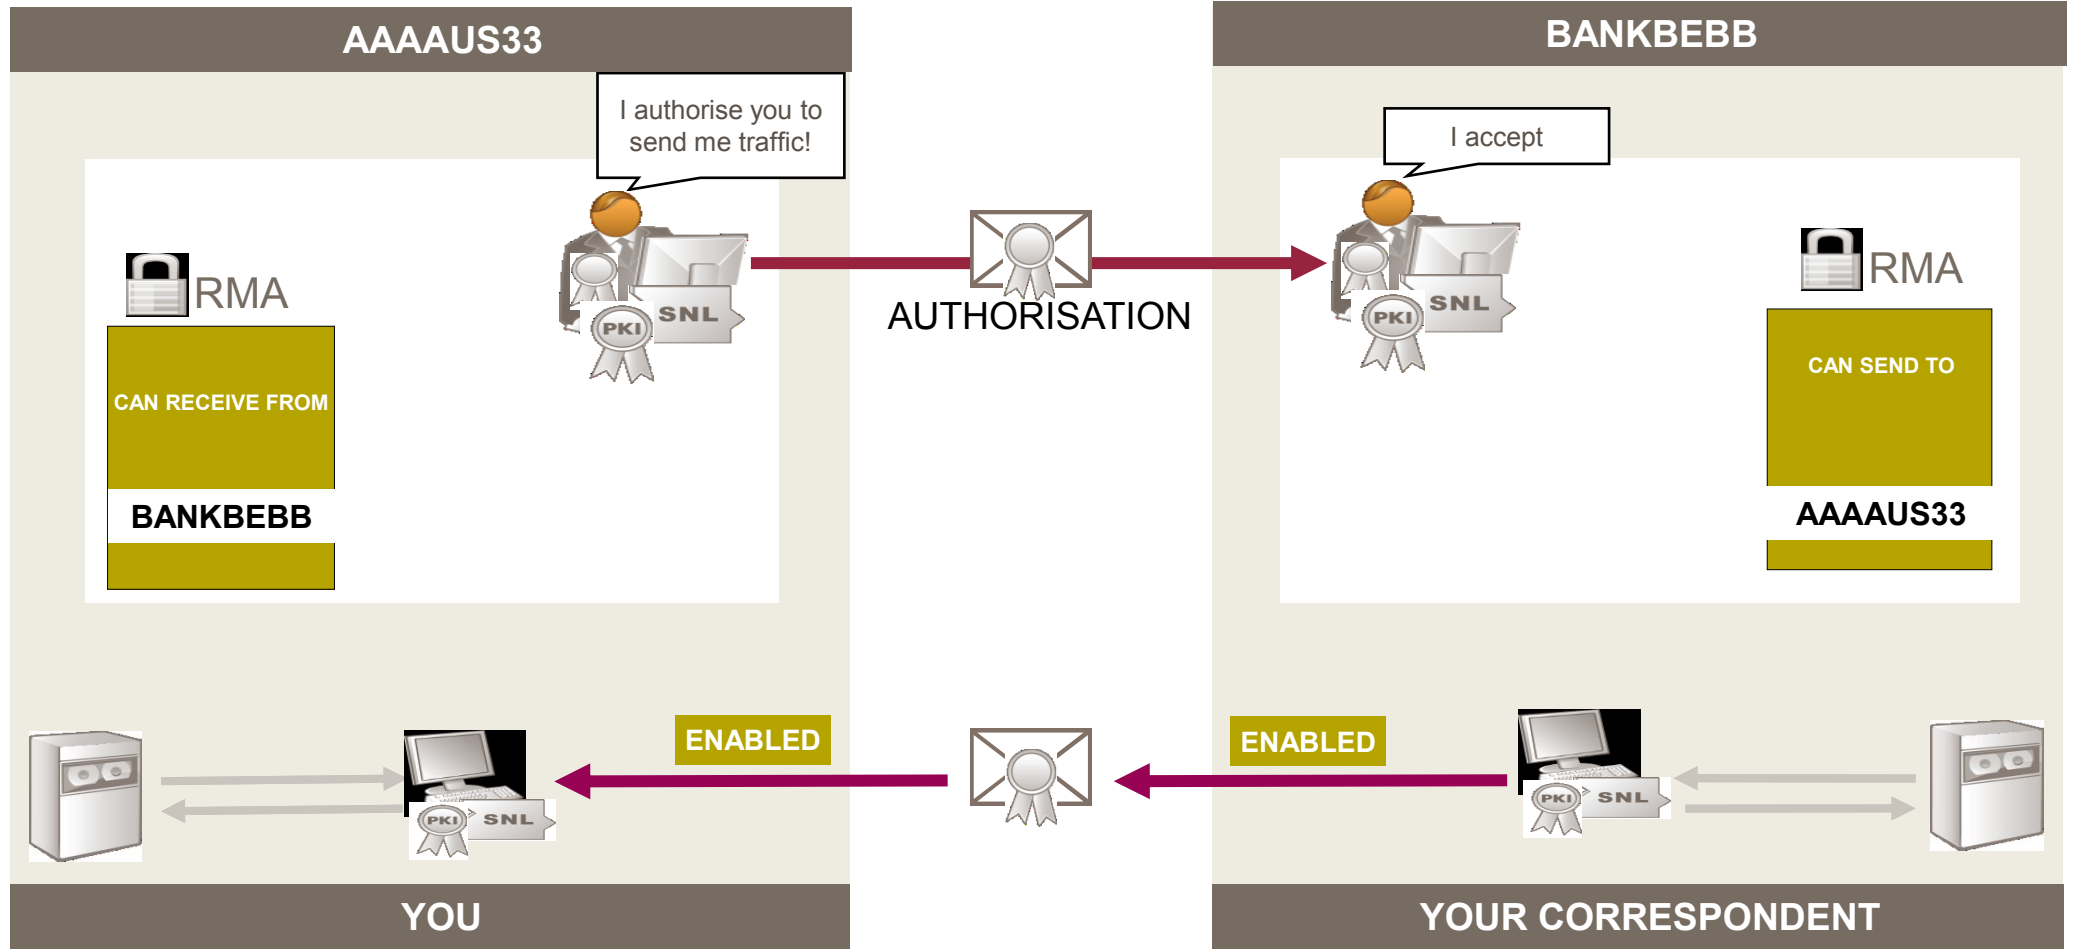 AAAAUS33
BANKBEBB
I authorise you to
send me traffic!
I accept
RMA
CAN RECEIVE FROM
BANKBEBB
SNL
PKI
AUTHORISATION
SNL
PKI
RMA
CAN SEND TO
AAAAUS33
ENABLED
PKI
SNL
ENABLED
PKI
SNL
YOU
YOUR CORRESPONDENT